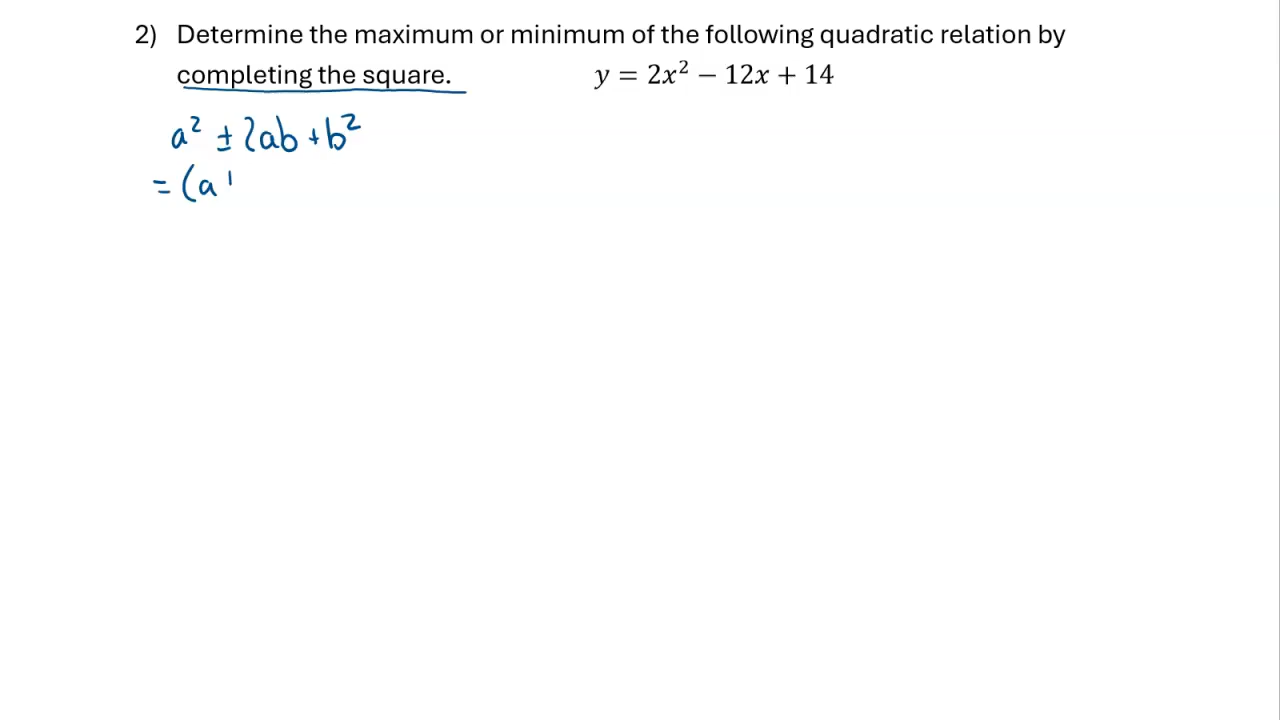 2) Determine the maximum or minimum of the following quadratic relation by
completing the square. y = 2x² − 12x + 14
a² ± 2ab + b²
= (a